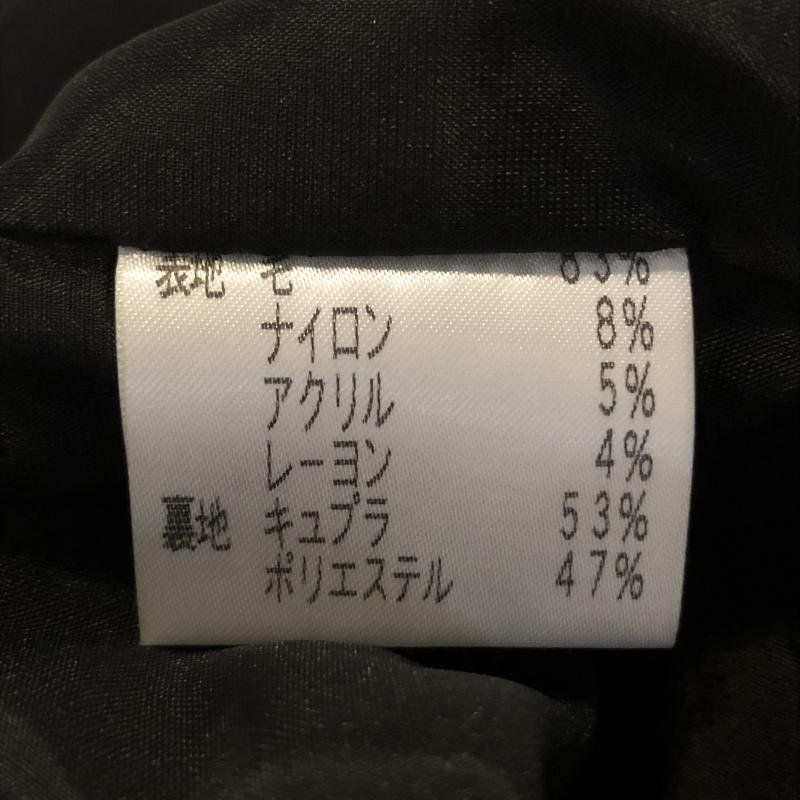 表地 毛 83%
ナイロン 8%
アクリル 5%
レーヨン 4%
裏地 キュプラ 53%
ポリエステル 47%